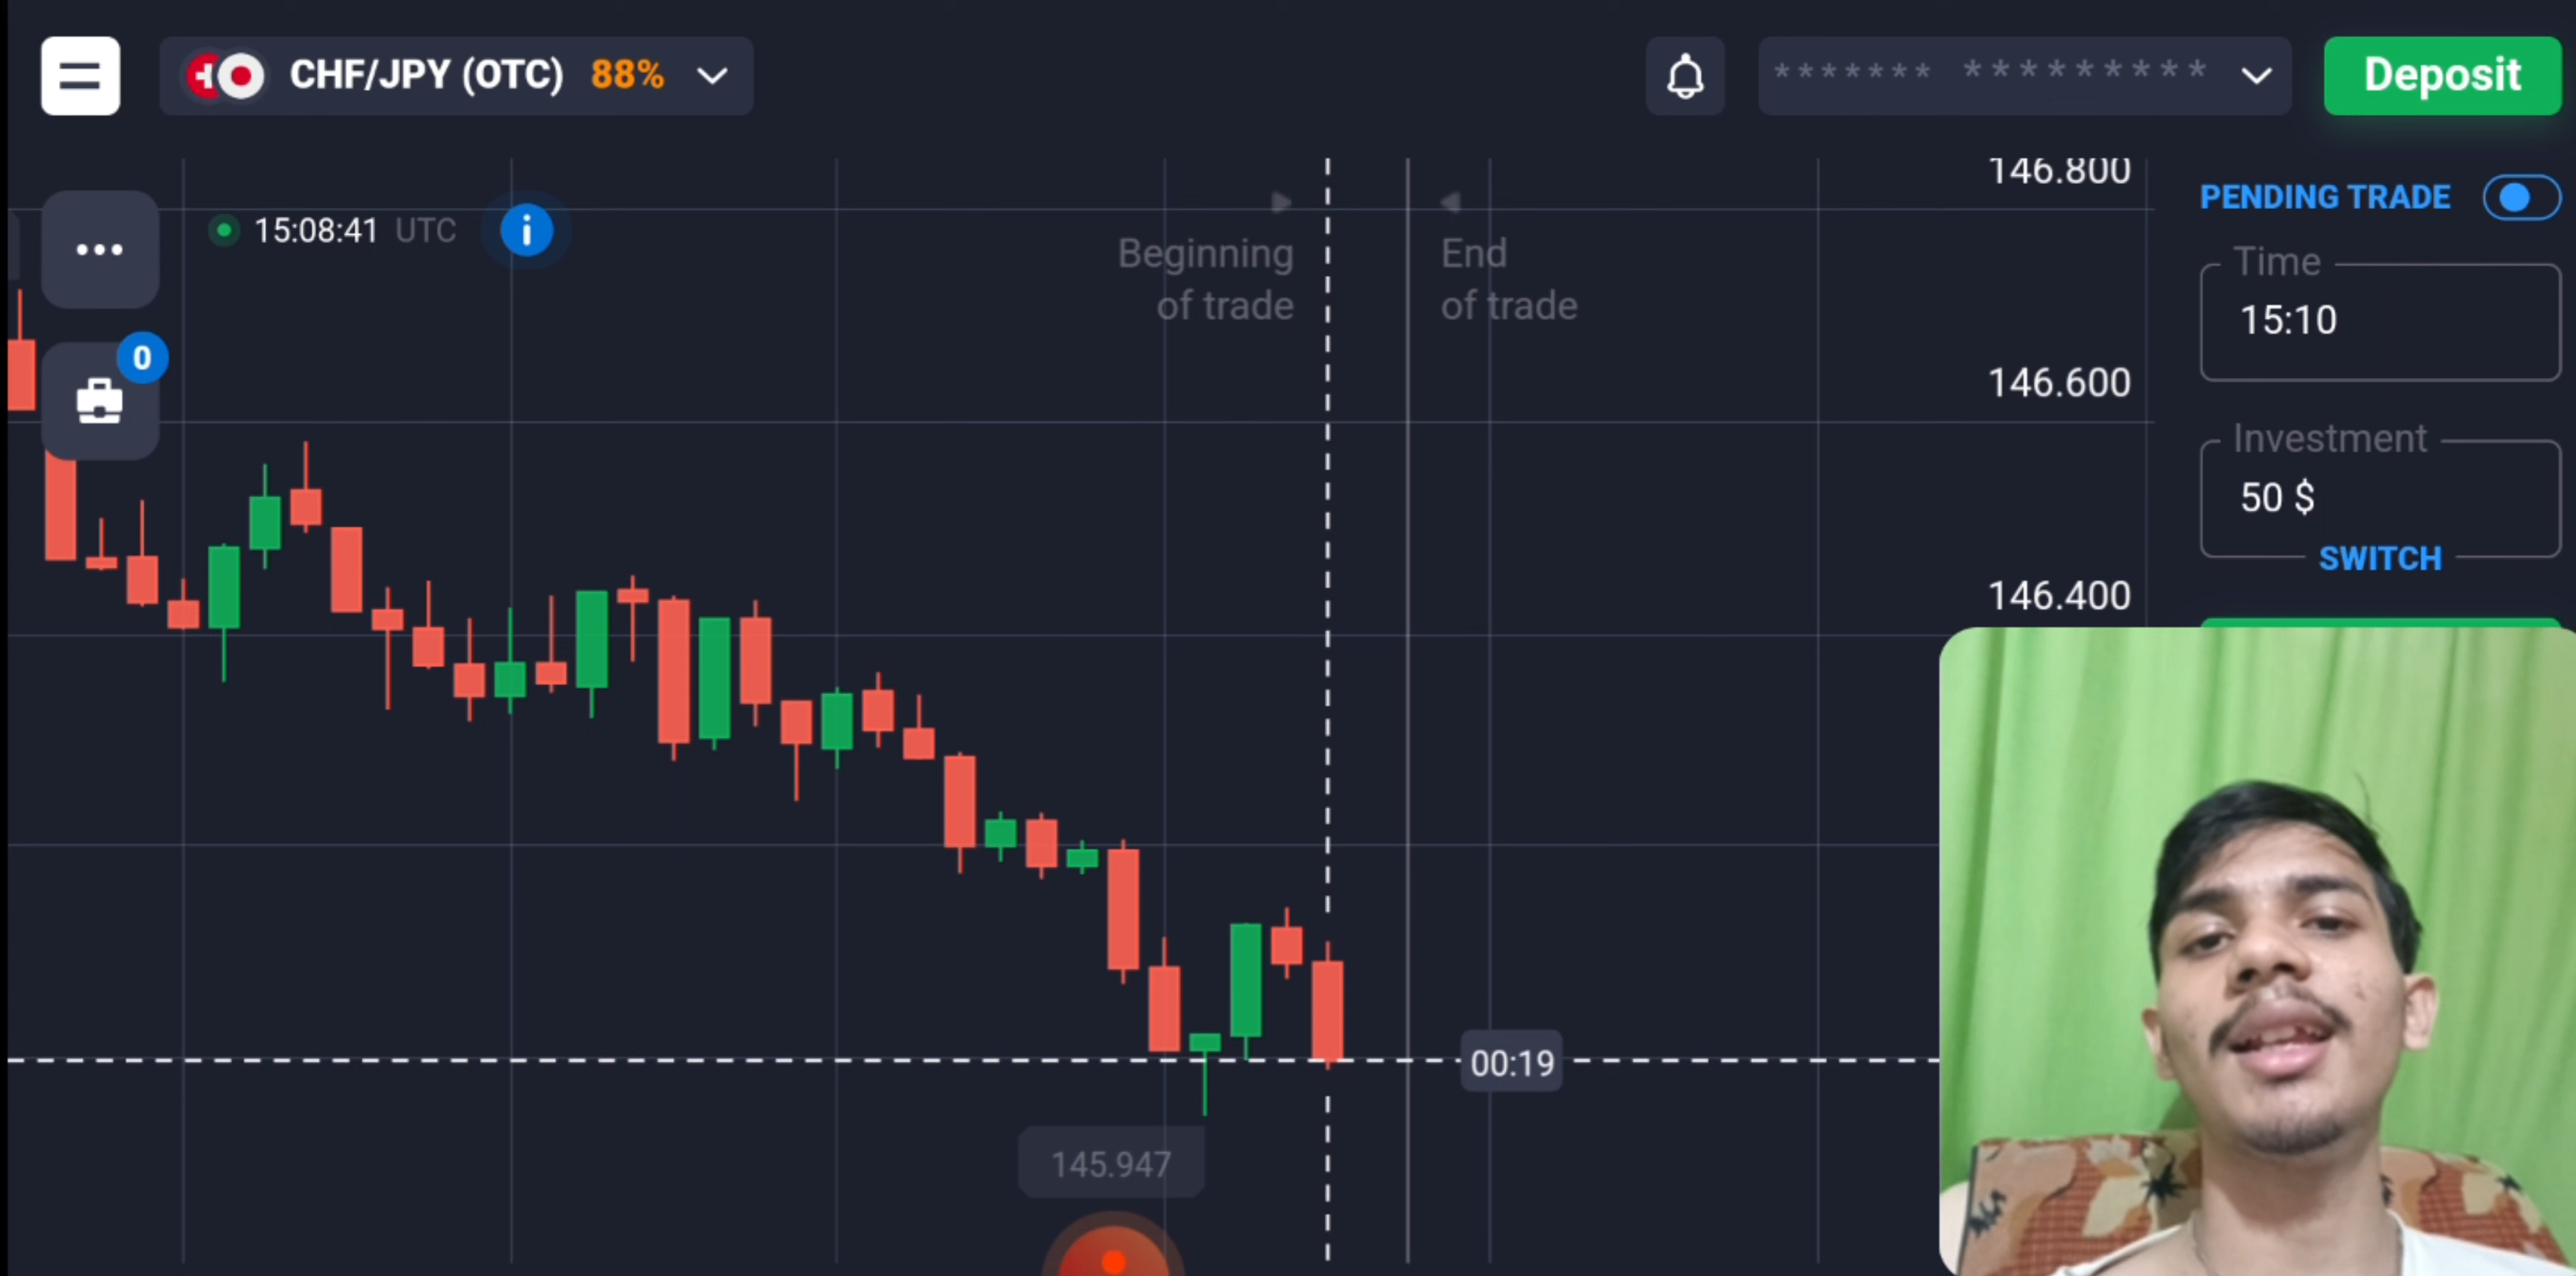 CHF/JPY (OTC) 88%
******* *********
Deposit
15:08:41 UTC
Beginning
of trade
End
of trade
146.800
146.600
146.400
PENDING TRADE
Time
15:10
Investment
50 $
SWITCH
0
00:19
145.947